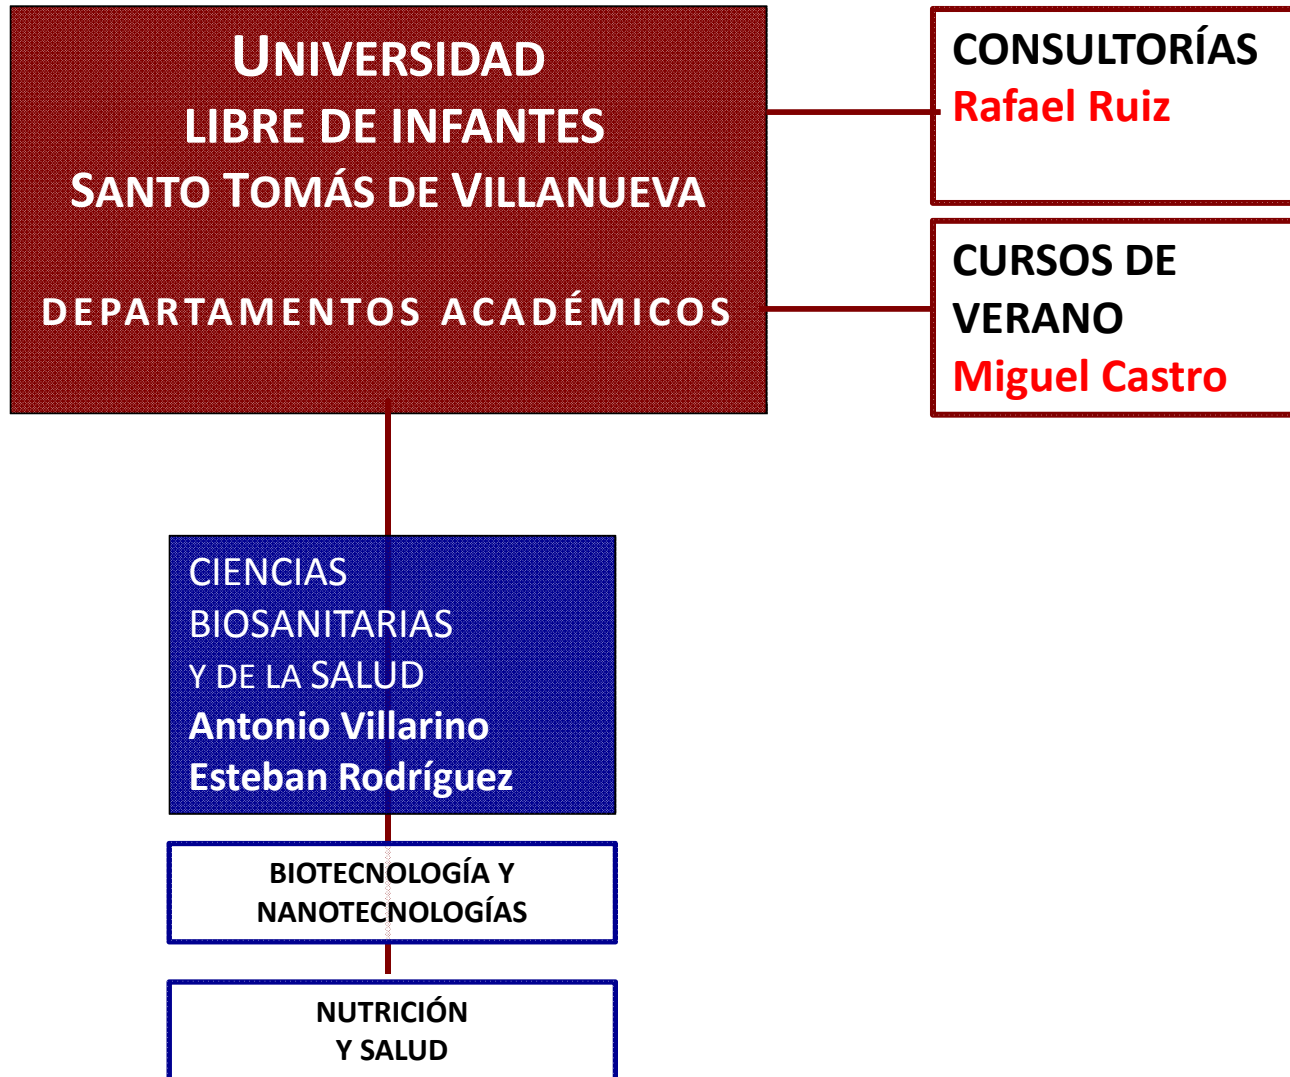 UNIVERSIDAD
LIBRE DE INFANTES
SANTO TOMÁS DE VILLANUEVA
DEPARTAMENTOS ACADÉMICOS
CONSULTORÍAS
Rafael Ruiz
CURSOS DE
VERANO
Miguel Castro
CIENCIAS
BIOSANITARIAS
Y DE LA SALUD
Antonio Villarino
Esteban Rodríguez
BIOTECNOLOGÍA Y
NANOTECNOLOGÍAS
NUTRICIÓN
Y SALUD